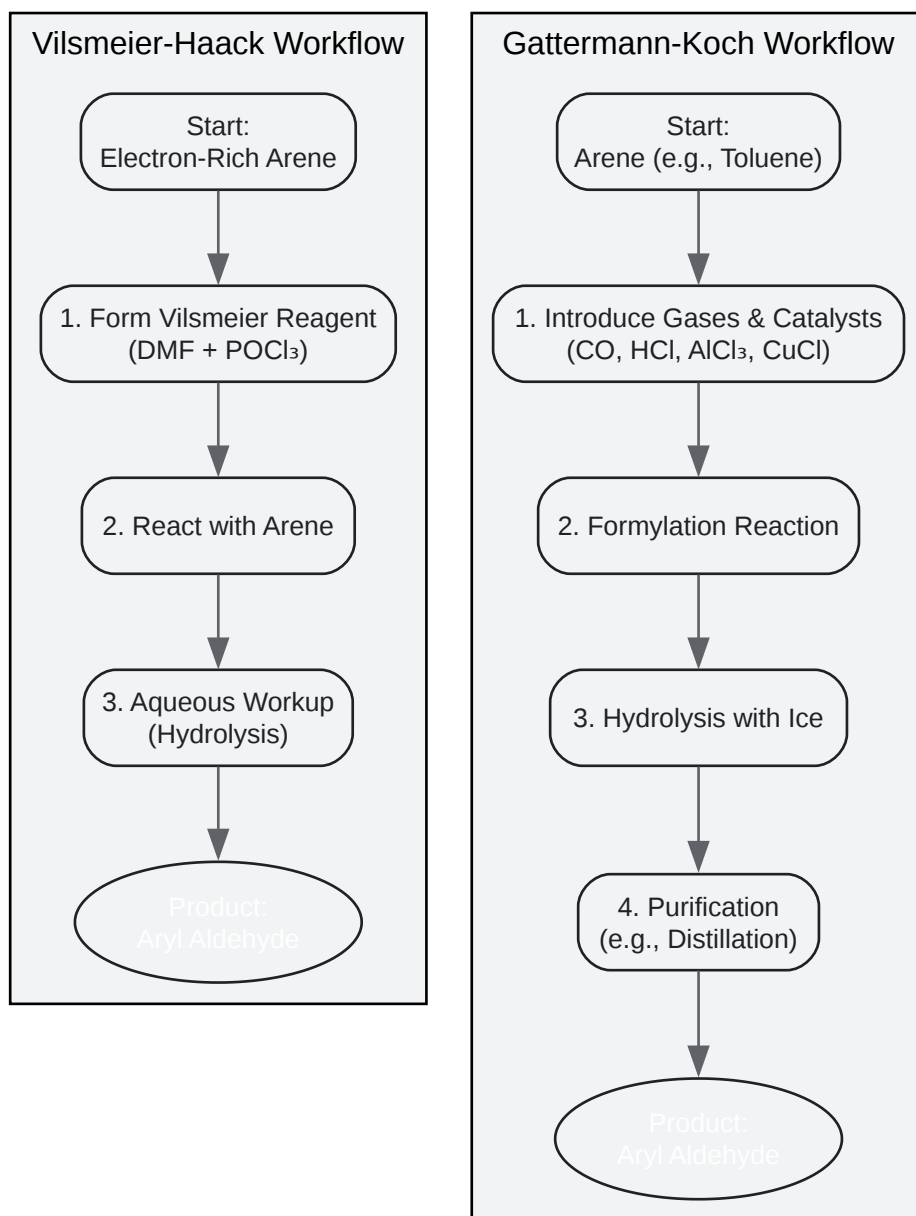 Vilsmeier-Haack Workflow
Start:
Electron-Rich Arene
1. Form Vilsmeier Reagent
(DMF + POCl₃)
2. React with Arene
3. Aqueous Workup
(Hydrolysis)
Product:
Aryl Aldehyde
Gattermann-Koch Workflow
Start:
Arene (e.g., Toluene)
1. Introduce Gases & Catalysts
(CO, HCl, AlCl₃, CuCl)
2. Formylation Reaction
3. Hydrolysis with Ice
4. Purification
(e.g., Distillation)
Product:
Aryl Aldehyde